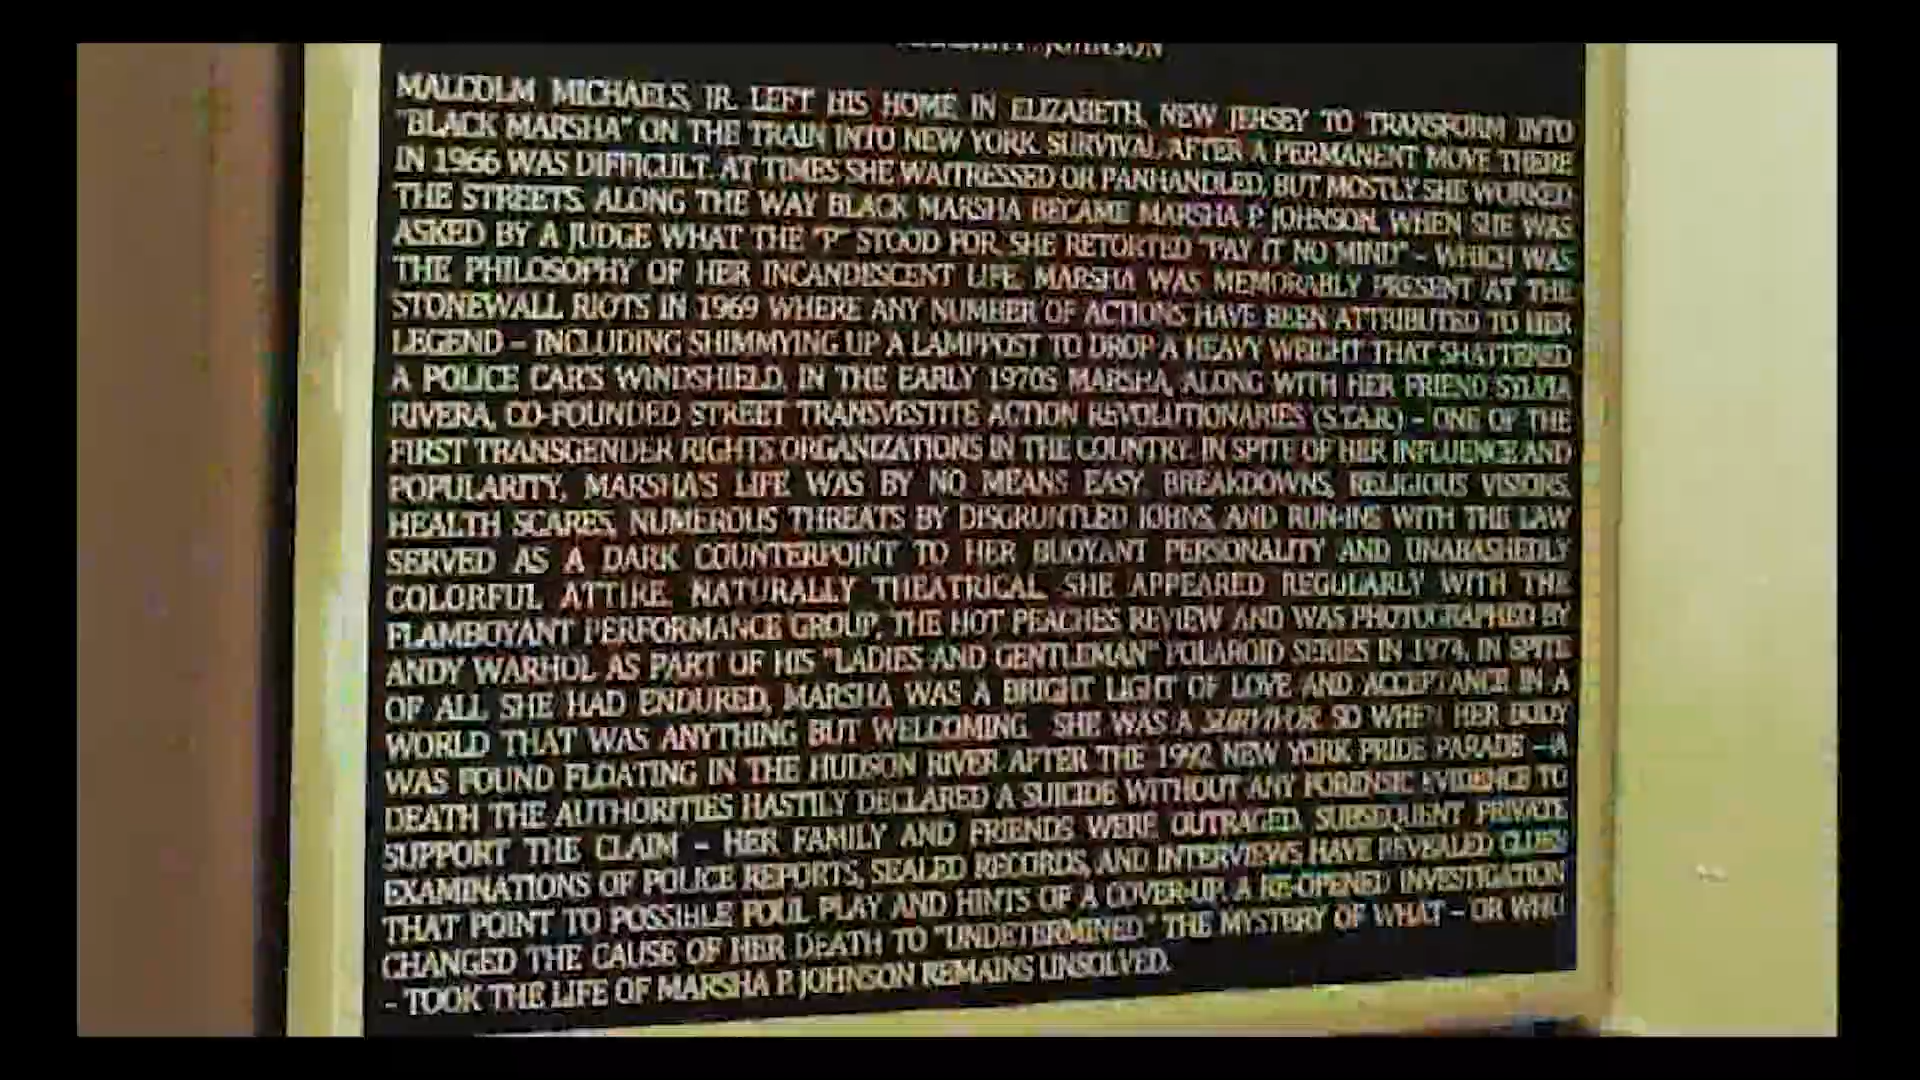 JOHNSON
MALCOLM MICHAELS, JR. LEFT HIS HOME IN ELIZABETH, NEW JERSEY TO TRANSFORM INTO
"BLACK MARSHA" ON THE TRAIN INTO NEW YORK. SURVIVAL AFTER A PERMANENT MOVE THERE
IN 1966 WAS DIFFICULT. AT TIMES SHE WAITRESSED OR PANHANDLED, BUT MOSTLY SHE WORKED
THE STREETS. ALONG THE WAY BLACK MARSHA BECAME MARSHA P. JOHNSON. WHEN SHE WAS
ASKED BY A JUDGE WHAT THE "P" STOOD FOR, SHE RETORTED "PAY IT NO MIND" – WHICH WAS
THE PHILOSOPHY OF HER INCANDESCENT LIFE. MARSHA WAS MEMORABLY PRESENT AT THE
STONEWALL RIOTS IN 1969 WHERE ANY NUMBER OF ACTIONS HAVE BEEN ATTRIBUTED TO HER
LEGEND – INCLUDING SHIMMYING UP A LAMPPOST TO DROP A HEAVY WEIGHT THAT SHATTERED
A POLICE CAR'S WINDSHIELD. IN THE EARLY 1970S MARSHA, ALONG WITH HER FRIEND SYLVIA
RIVERA, CO-FOUNDED STREET TRANSVESTITE ACTION REVOLUTIONARIES (S.T.A.R.) – ONE OF THE
FIRST TRANSGENDER RIGHTS ORGANIZATIONS IN THE COUNTRY. IN SPITE OF HER INFLUENCE AND
POPULARITY, MARSHA'S LIFE WAS BY NO MEANS EASY. BREAKDOWNS, RELIGIOUS VISIONS,
HEALTH SCARES, NUMEROUS THREATS BY DISGRUNTLED JOHNS, AND RUN-INS WITH THE LAW
SERVED AS A DARK COUNTERPOINT TO HER BUOYANT PERSONALITY AND UNABASHEDLY
COLORFUL ATTIRE. NATURALLY THEATRICAL, SHE APPEARED REGULARLY WITH THE
FLAMBOYANT PERFORMANCE GROUP, THE HOT PEACHES REVIEW AND WAS PHOTOGRAPHED BY
ANDY WARHOL AS PART OF HIS "LADIES AND GENTLEMAN" POLAROID SERIES IN 1974. IN SPITE
OF ALL SHE HAD ENDURED, MARSHA WAS A BRIGHT LIGHT OF LOVE AND ACCEPTANCE IN A
WORLD THAT WAS ANYTHING BUT WELCOMING. SHE WAS A SURVIVOR. SO WHEN HER BODY
WAS FOUND FLOATING IN THE HUDSON RIVER AFTER THE 1992 NEW YORK PRIDE PARADE – A
DEATH THE AUTHORITIES HASTILY DECLARED A SUICIDE WITHOUT ANY FORENSIC EVIDENCE TO
SUPPORT THE CLAIM – HER FAMILY AND FRIENDS WERE OUTRAGED. SUBSEQUENT PRIVATE
EXAMINATIONS OF POLICE REPORTS, SEALED RECORDS, AND INTERVIEWS HAVE REVEALED CLUES
THAT POINT TO POSSIBLE FOUL PLAY AND HINTS OF A COVER-UP. A RE-OPENED INVESTIGATION
CHANGED THE CAUSE OF HER DEATH TO "UNDETERMINED." THE MYSTERY OF WHAT – OR WHO
– TOOK THE LIFE OF MARSHA P. JOHNSON REMAINS UNSOLVED.